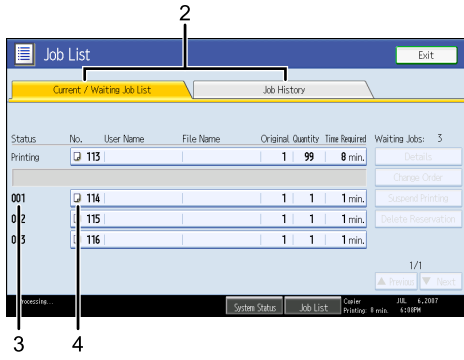 2
Job List
Exit
Current / Waiting Job List
Job History
Status No. User Name File Name Original Quantity Time Required Waiting Jobs: 3
Printing 113 1 99 8 min. Details
Change Order
001 114 1 1 1 min. Suspend Printing
002 115 1 1 1 min. Delete Reservation
003 116 1 1 1 min.
1/1
▲ Previous ▼ Next
Processing... System Status Job List Copier JUL 6,2007
Printing: 8 min. 6:08PM
3 4